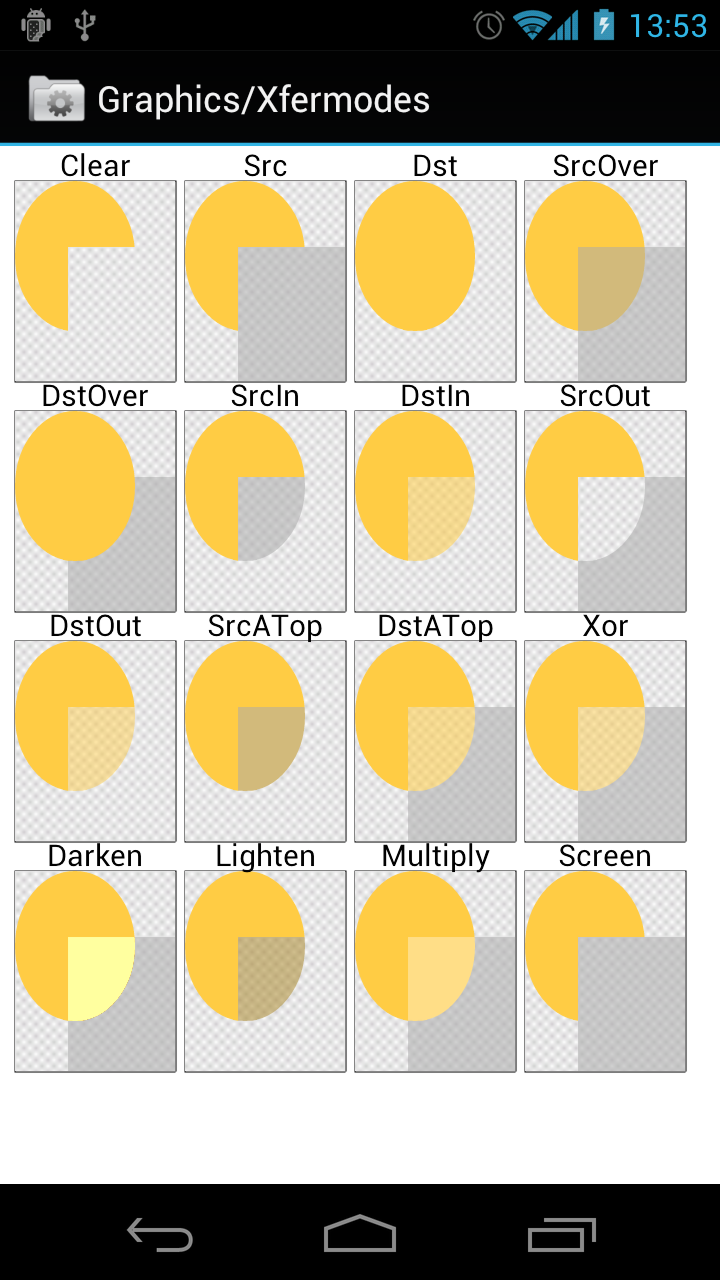 13:53
Graphics/Xfermodes
Clear Src Dst SrcOver
DstOver SrcIn DstIn SrcOut
DstOut SrcATop DstATop Xor
Darken Lighten Multiply Screen